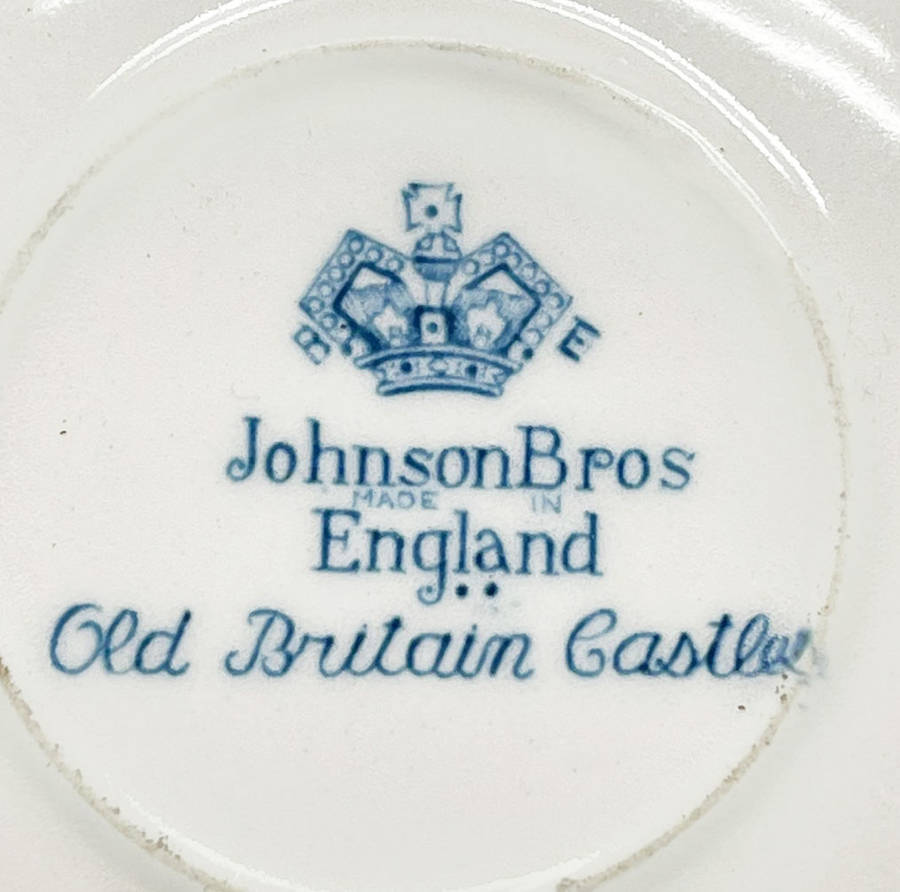 B E
JohnsonBros
MADE IN
England
Old Britain Castles